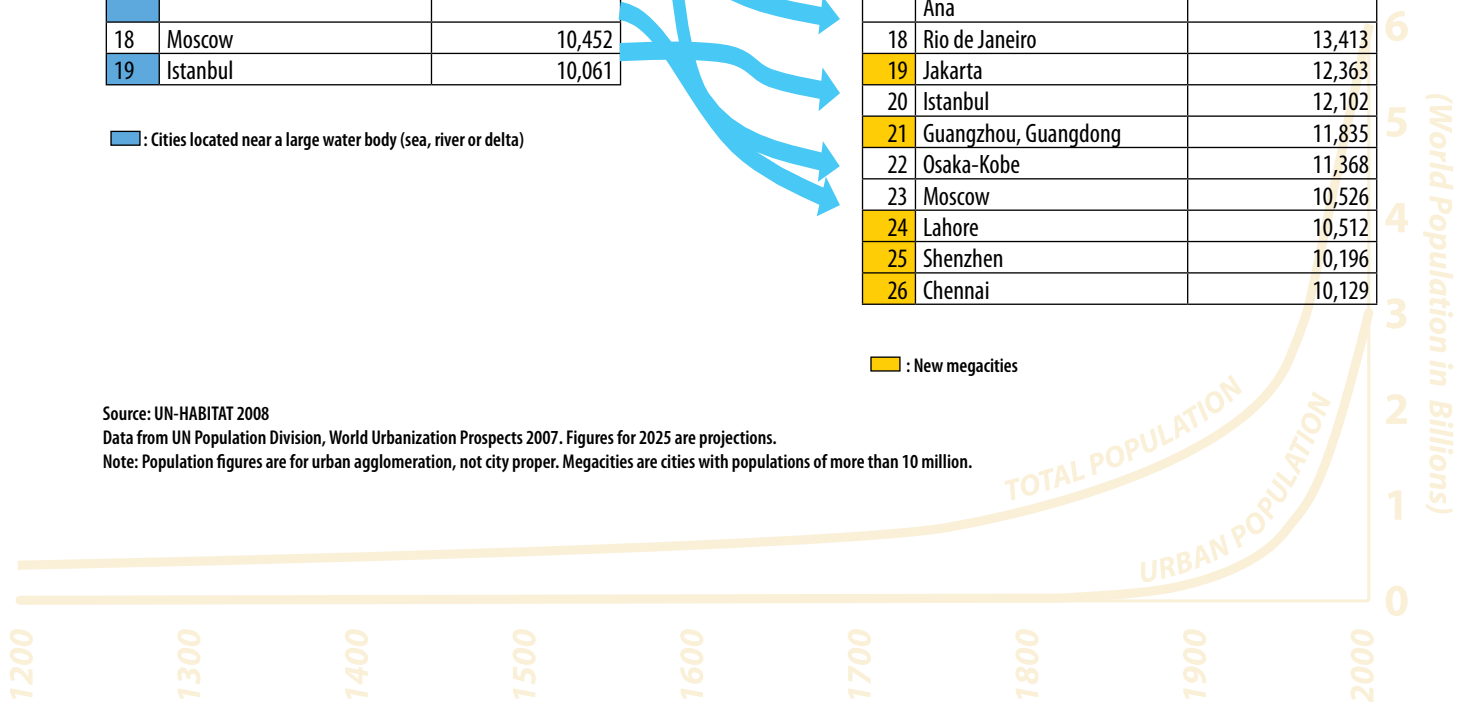 18 Moscow 10,452
19 Istanbul 10,061
: Cities located near a large water body (sea, river or delta)
Ana
18 Rio de Janeiro 13,413
19 Jakarta 12,363
20 Istanbul 12,102
21 Guangzhou, Guangdong 11,835
22 Osaka-Kobe 11,368
23 Moscow 10,526
24 Lahore 10,512
25 Shenzhen 10,196
26 Chennai 10,129
: New megacities
Source: UN-HABITAT 2008
Data from UN Population Division, World Urbanization Prospects 2007. Figures for 2025 are projections.
Note: Population figures are for urban agglomeration, not city proper. Megacities are cities with populations of more than 10 million.
TOTAL POPULATION
URBAN POPULATION
6
5
4
3
2
1
0
(World Population in Billions)
1200
1300
1400
1500
1600
1700
1800
1900
2000